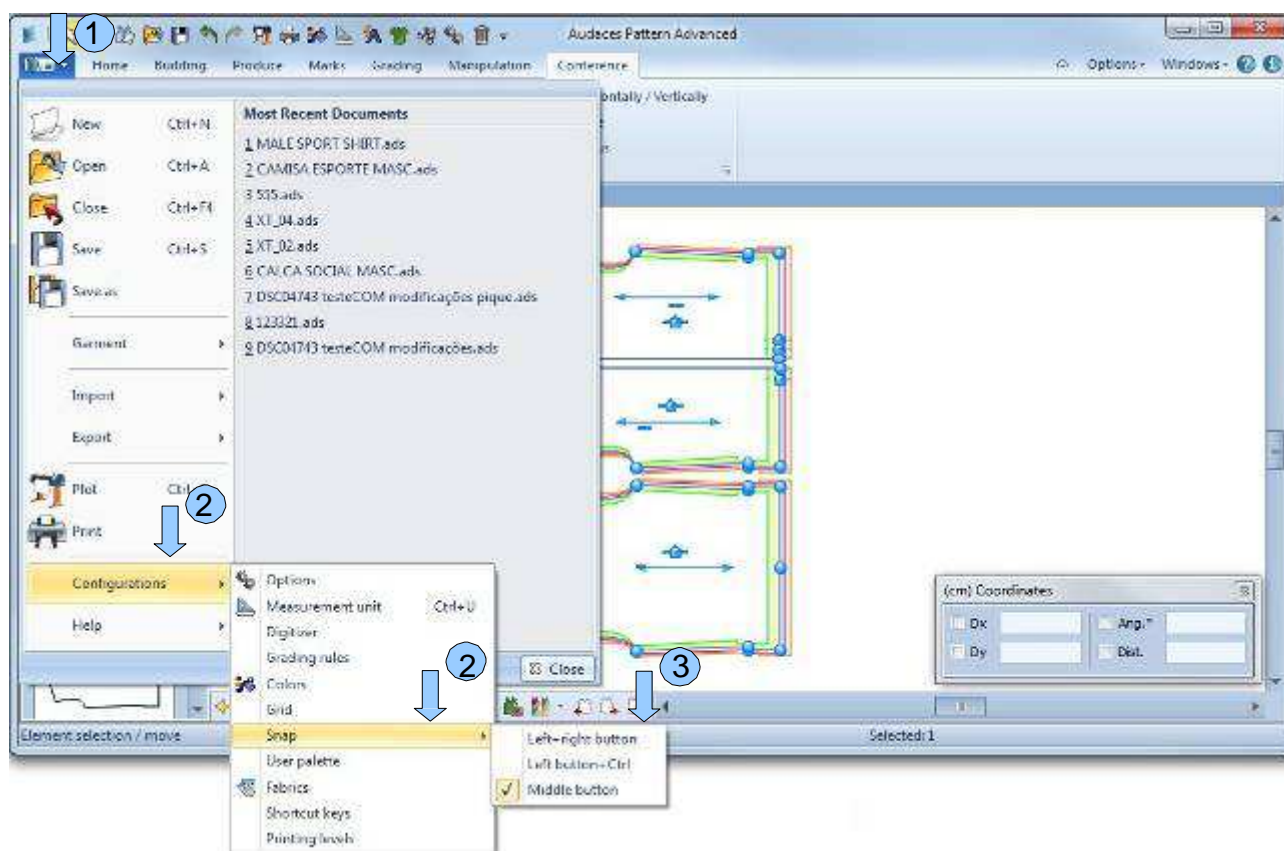 1
Audaces Pattern Advanced
Home Building Produce Marks Grading Manipulation Conference Options Windows
ontally / Vertically
Most Recent Documents
New Ctrl+N
Open Ctrl+A
Close Ctrl+F4
Save Ctrl+S
Save as
Garment
Import
Export
Plot
Print
Configurations
Help
1 MALE SPORT SHIRT.ads
2 CAMISA ESPORTE MASC.ads
3 555.ads
4 XT_04.ads
5 XT_02.ads
6 CALCA SOCIAL MASC.ads
7 DSC04743 testeCOM modificações pique.ads
8 123321.ads
9 DSC04743 testeCOM modificações.ads
2
Options
Measurement unit Ctrl+U
Digitizer
Grading rules
Colors
Grid
Snap
User palette
Fabrics
Shortcut keys
Printing levels
2
Close
3
Left+right button
Left button+Ctrl
Middle button
(cm) Coordinates
Dx Ang.°
Dy Dist.
Element selection / move
Selected: 1